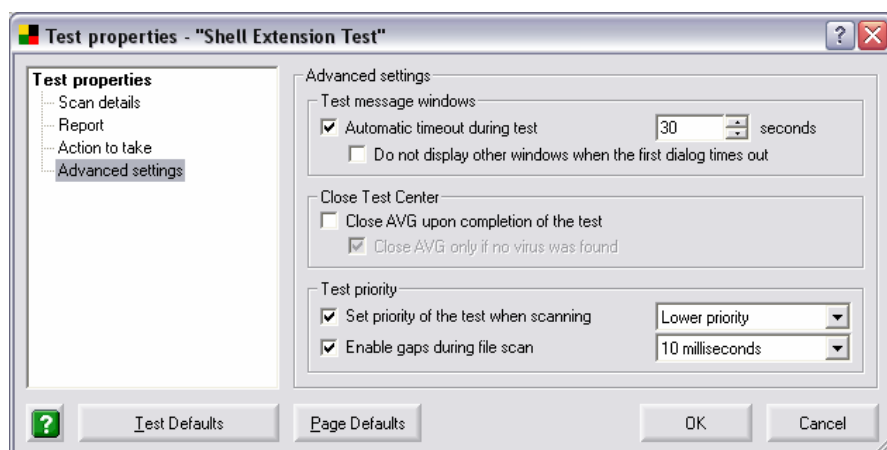 Test properties - "Shell Extension Test"
?
Test properties
Scan details
Report
Action to take
Advanced settings
Advanced settings
Test message windows
Automatic timeout during test 30 seconds
Do not display other windows when the first dialog times out
Close Test Center
Close AVG upon completion of the test
Close AVG only if no virus was found
Test priority
Set priority of the test when scanning Lower priority
Enable gaps during file scan 10 milliseconds
? Test Defaults Page Defaults OK Cancel